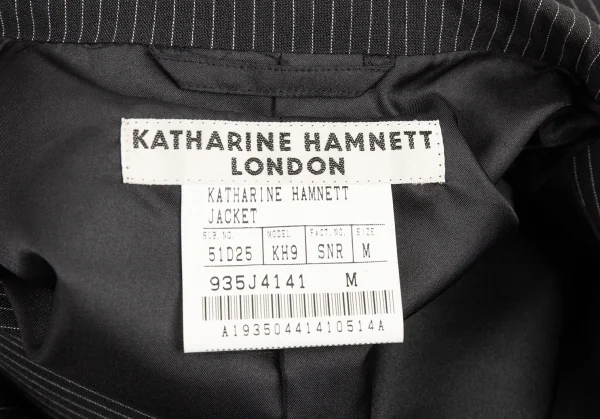 KATHARINE HAMNETT
LONDON
KATHARINE HAMNETT
JACKET
SUB.NO. MODEL FACT.NO. SIZE
51D25 KH9 SNR M
935J4141 M
A19350441410514A